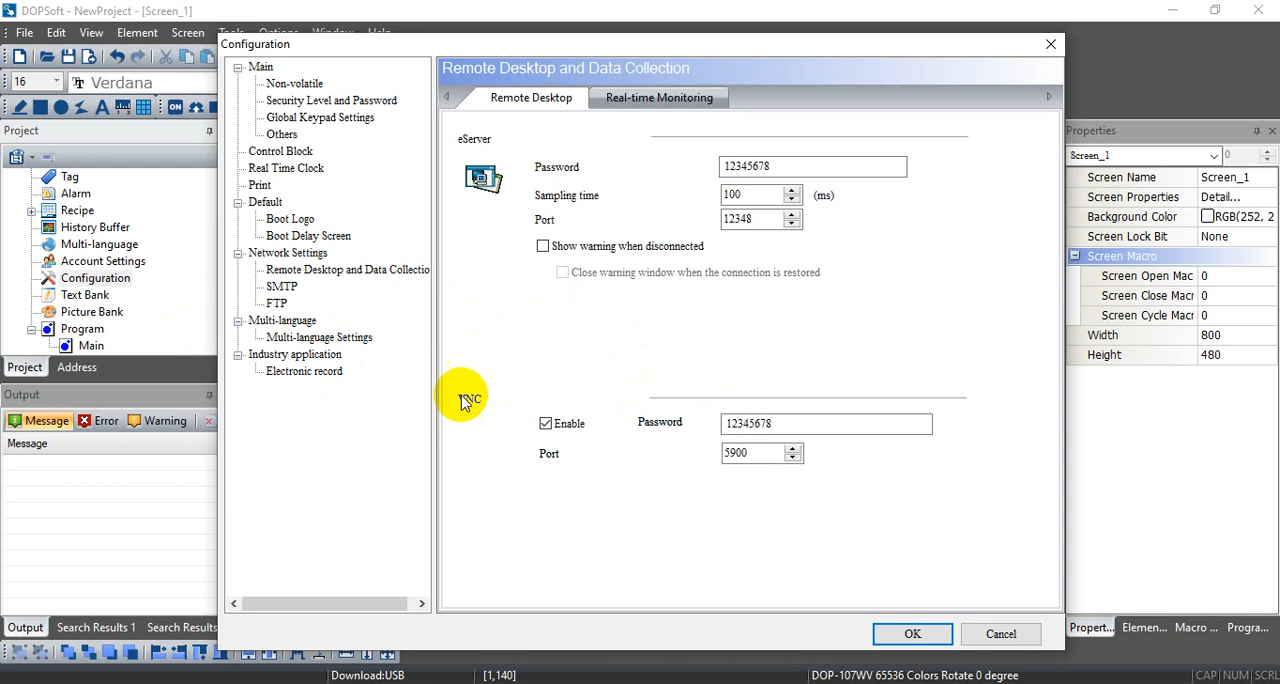 DOPSoft - NewProject - [Screen_1]
File Edit View Element Screen
Configuration
16 Verdana
ON
Project
Tag
Alarm
Recipe
History Buffer
Multi-language
Account Settings
Configuration
Text Bank
Picture Bank
Program
Main
Project Address
Output
Message Error Warning
Message
Output Search Results 1 Search Results
Main
Non-volatile
Security Level and Password
Global Keypad Settings
Others
Control Block
Real Time Clock
Print
Default
Boot Logo
Boot Delay Screen
Network Settings
Remote Desktop and Data Collectio
SMTP
FTP
Multi-language
Multi-language Settings
Industry application
Electronic record
Remote Desktop and Data Collection
Remote Desktop Real-time Monitoring
eServer
Password 12345678
Sampling time 100 (ms)
Port 12348
Show warning when disconnected
Close warning window when the connection is restored
Enable Password 12345678
Port 5900
OK Cancel
Properties
Screen_1 0
Screen Name Screen_1
Screen Properties Detail...
Background Color RGB(252, 2
Screen Lock Bit None
Screen Macro
Screen Open Mac 0
Screen Close Macr 0
Screen Cycle Macr 0
Width 800
Height 480
Propert... Elemen... Macro ... Progra...
Download:USB [1,140] DOP-107WV 65536 Colors Rotate 0 degree CAP NUM SCRL